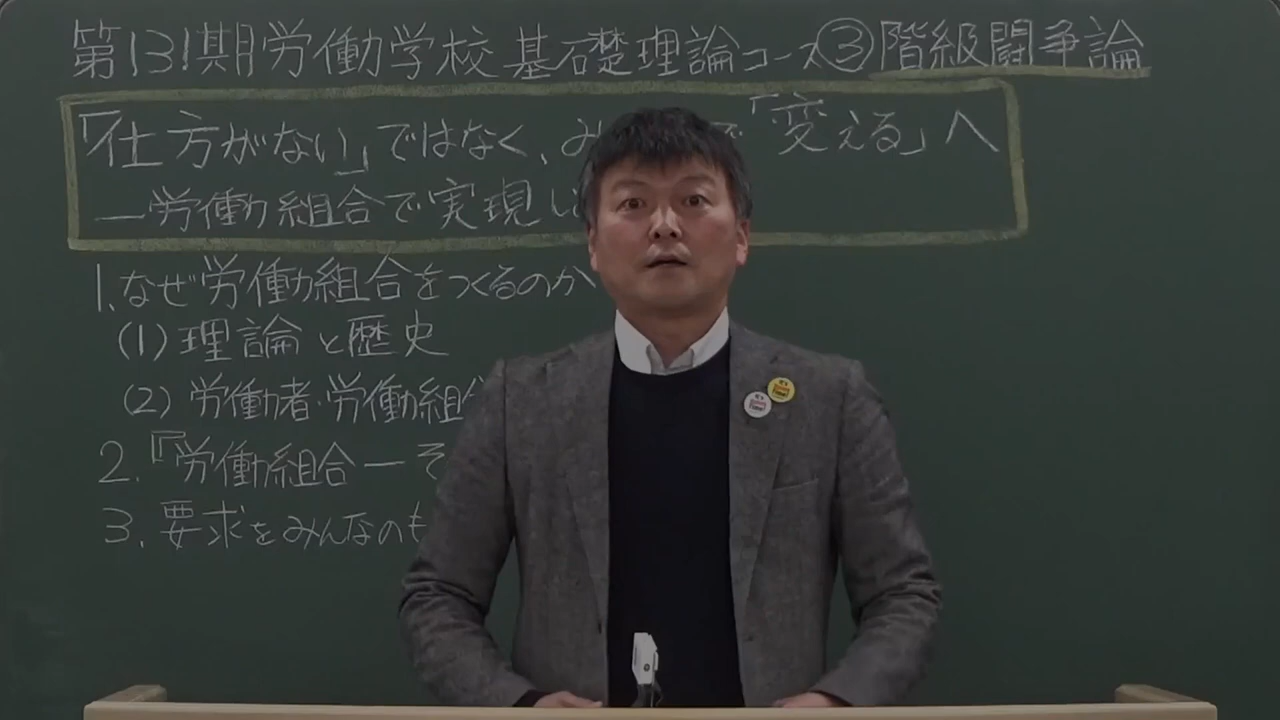 第131期労働学校 基礎理論コース③階級闘争論
「仕方がない」ではなく、み で「変える」へ
―労働組合で実現し
1. なぜ労働組合をつくるのか
(1) 理論と歴史
(2) 労働者・労働組
2.『労働組合―そ
3. 要求をみんなのも